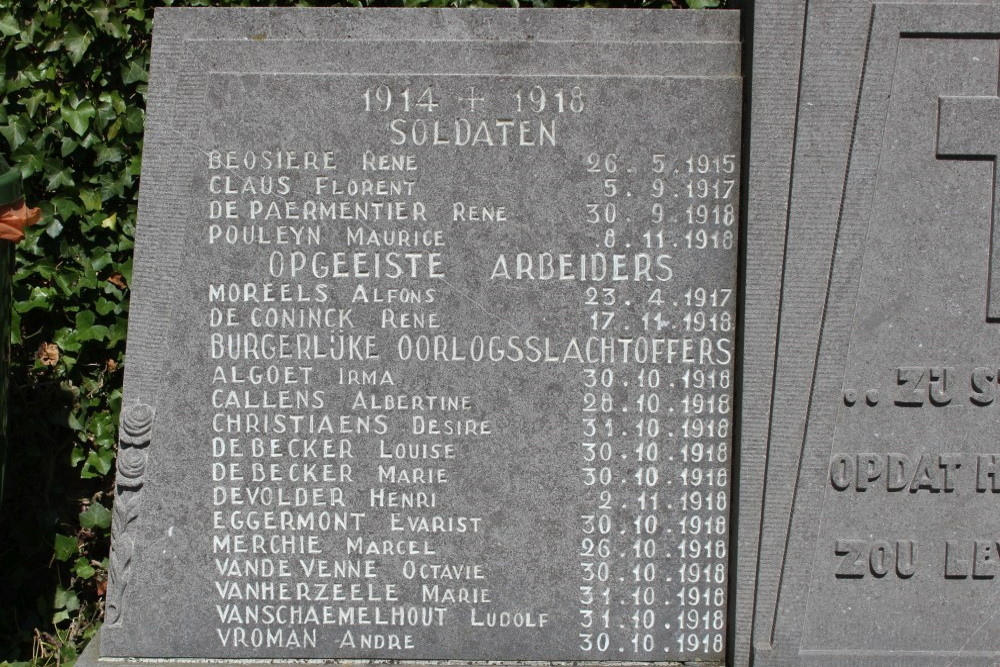 1914 + 1918
SOLDATEN
BEOSIERE RENE 26.5.1915
CLAUS FLORENT 5.9.1917
DE PAERMENTIER RENE 30.9.1918
POULEYN MAURICE 8.11.1918
OPGEEISTE ARBEIDERS
MOREELS ALFONS 23.4.1917
DE CONINCK RENE 17.11.1918
BURGERLIJKE OORLOGSSLACHTOFFERS
ALGOET IRMA 30.10.1918
CALLENS ALBERTINE 28.10.1918
CHRISTIAENS DESIRE 31.10.1918
DE BECKER LOUISE 30.10.1918
DE BECKER MARIE 30.10.1918
DEVOLDER HENRI 2.11.1918
EGGERMONT EVARIST 30.10.1918
MERCHIE MARCEL 26.10.1918
VANDEVENNE OCTAVIE 30.10.1918
VANHERZEELE MARIE 31.10.1918
VANSCHAEMELHOUT LUDOLF 31.10.1918
VROMAN ANDRE 30.10.1918
.. ZIJ
OPDAT
ZOU